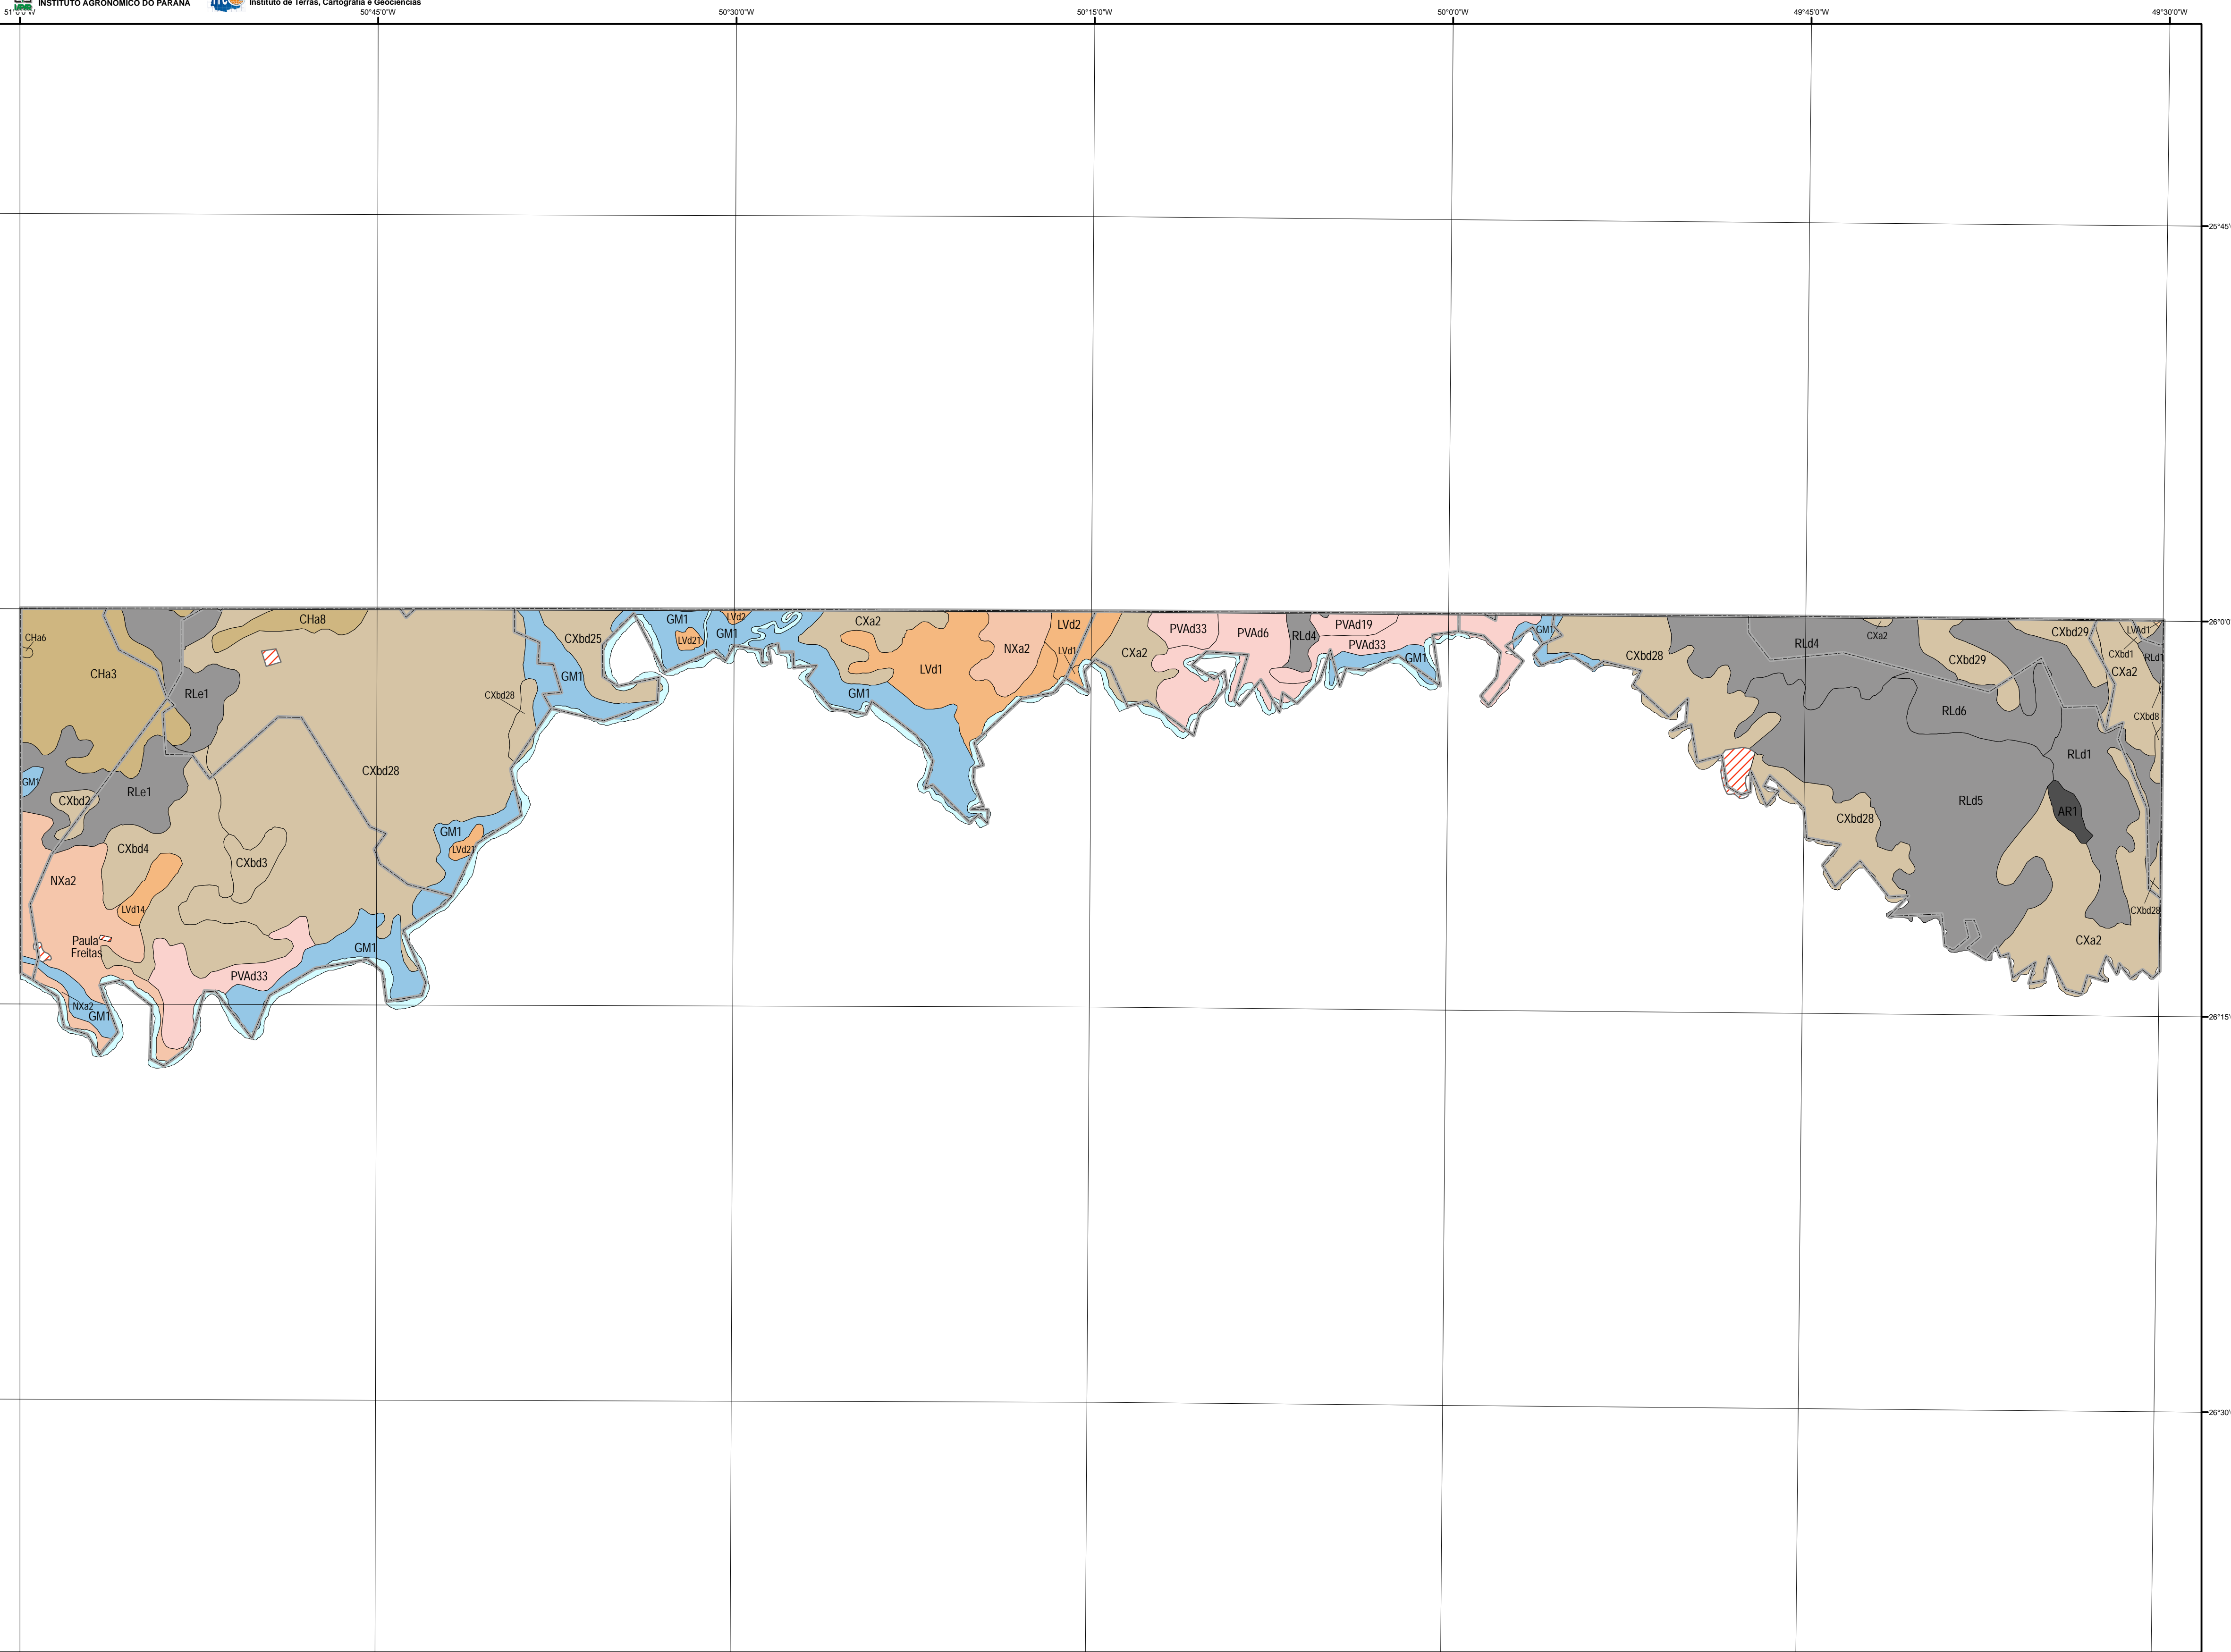 INSTITUTO AGRONÔMICO DO PARANÁ
Instituto de Terras, Cartografia e Geociências
51°0'0"W
50°45'0"W
50°30'0"W
50°15'0"W
50°0'0"W
49°45'0"W
49°30'0"W
25°45'
CHa8
CXbd25
GM1
LVd21
LVd2
GM1
CXa2
LVd2
PVAd33
PVAd6
RLd4
PVAd19
GM1
26°0'
CHa6
CHa3
RLe1
CXbd28
GM1
GM1
LVd1
NXa2
LVd1
CXa2
PVAd33
GM1
CXbd28
RLd4
CXa2
CXbd29
CXbd29
LVAd1
CXbd1
RLd1
CXa2
CXbd8
RLd6
RLd1
GM1
CXbd2
RLe1
CXbd28
RLd5
AR1
CXbd28
GM1
LVd21
CXbd4
CXbd3
NXa2
LVd14
CXbd28
CXa2
Paula
Freitas
GM1
PVAd33
NXa2
GM1
26°15'
26°30'